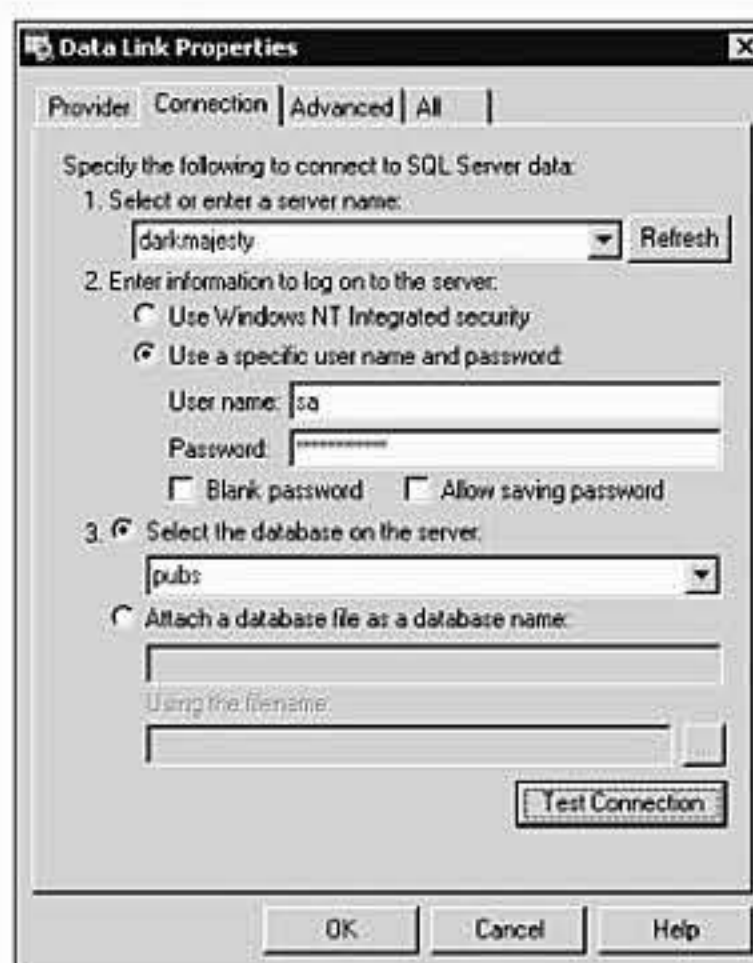 Data Link Properties
Provider Connection Advanced All
Specify the following to connect to SQL Server data:
1. Select or enter a server name:
darkmajesty Refresh
2. Enter information to log on to the server:
Use Windows NT Integrated security
Use a specific user name and password:
User name: sa
Password: ***********
Blank password Allow saving password
3. Select the database on the server:
pubs
Attach a database file as a database name:
Using the filename:
...
Test Connection
OK Cancel Help